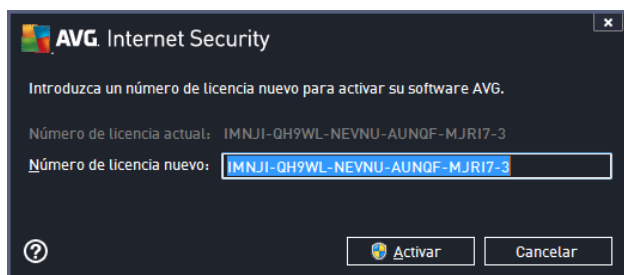 AVG. Internet Security
Introduzca un número de licencia nuevo para activar su software AVG.
Número de licencia actual: IMNJI-QH9WL-NEVNU-AUNQF-MJRI7-3
Número de licencia nuevo: IMNJI-QH9WL-NEVNU-AUNQF-MJRI7-3
Activar Cancelar